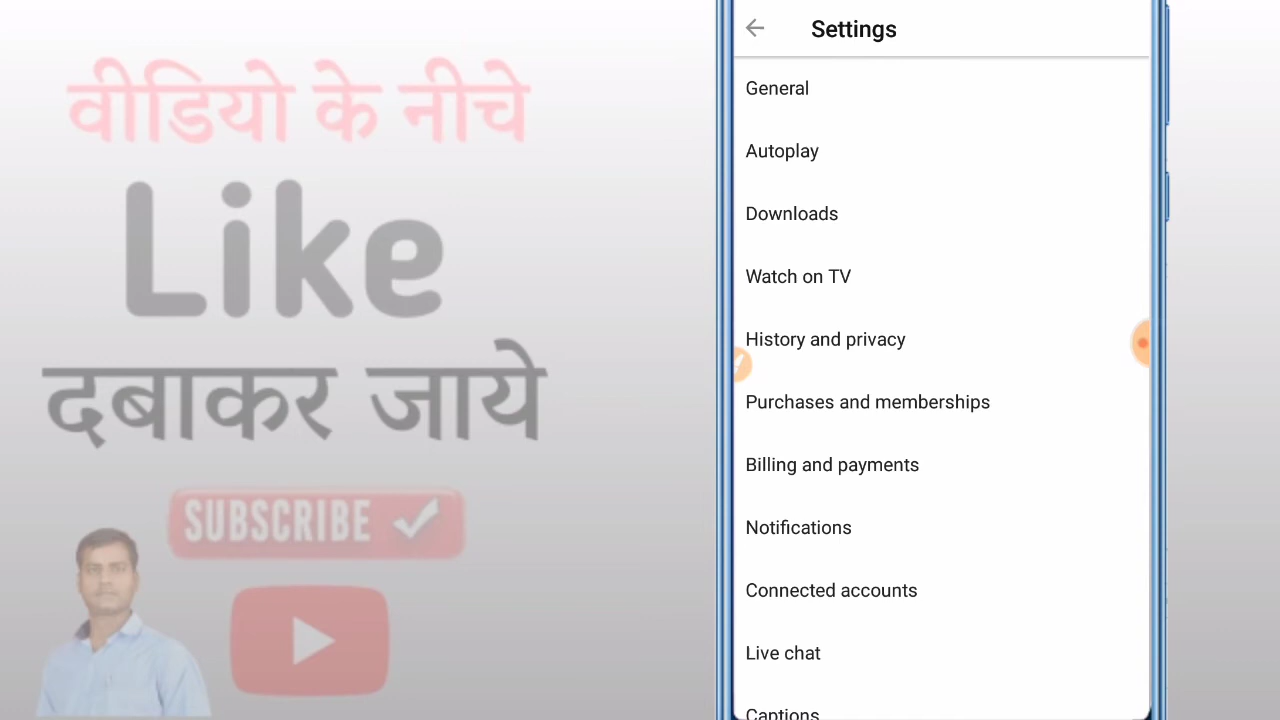 वीडियो के नीचे
Like
दबाकर जाये
SUBSCRIBE
Settings
General
Autoplay
Downloads
Watch on TV
History and privacy
Purchases and memberships
Billing and payments
Notifications
Connected accounts
Live chat
Captions